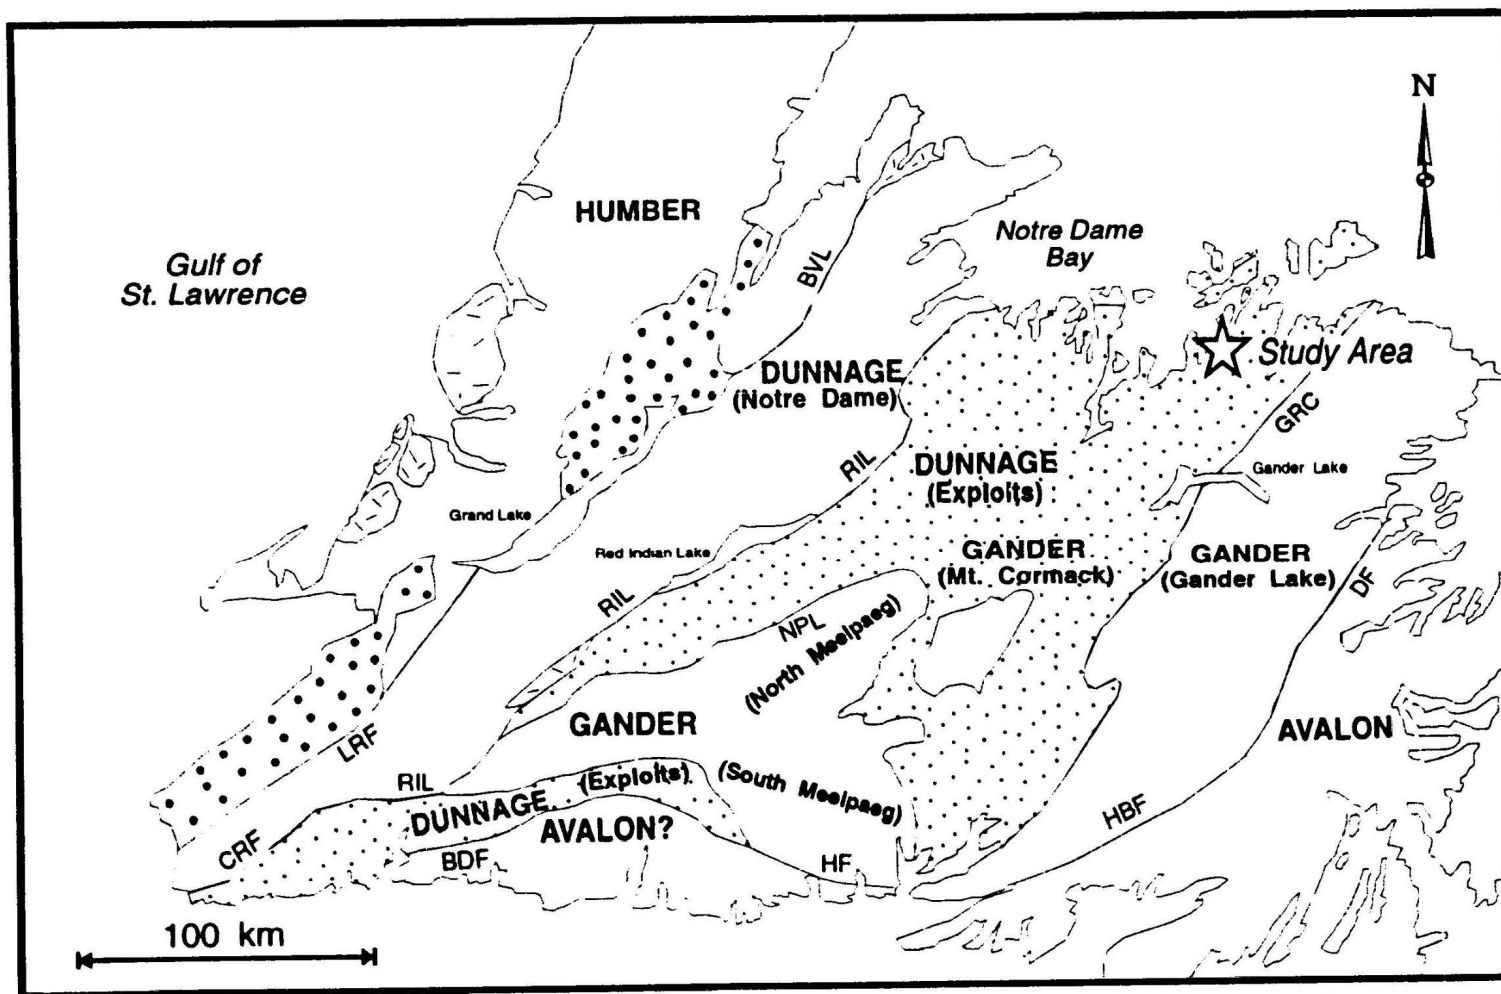 N
HUMBER
Notre Dame
Bay
Gulf of
St. Lawrence
BVL
Study Area
DUNNAGE
(Notre Dame)
GRC
RIL
DUNNAGE
(Exploits)
Gander Lake
Grand Lake
Red Indian Lake
GANDER
(Mt. Cormack)
GANDER
(Gander Lake)
DF
RIL
NPL
(North Meelpaeg)
GANDER
AVALON
LRF
RIL
(Exploits)
(South Meelpaeg)
DUNNAGE
AVALON?
HBF
CRF
BDF
HF
100 km